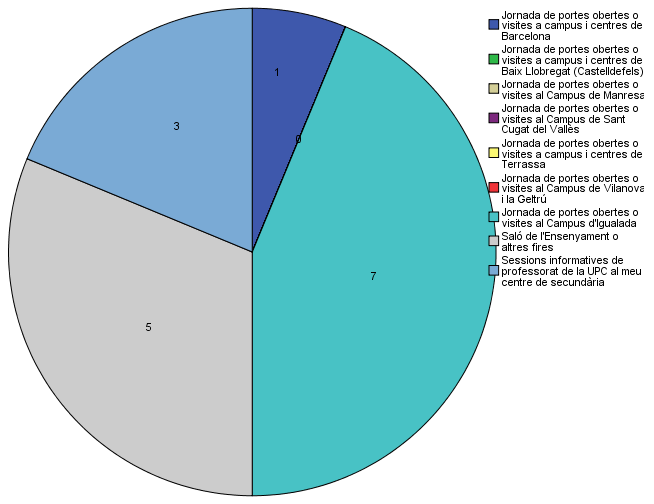 Jornada de portes obertes o
visites a campus i centres de
Barcelona
Jornada de portes obertes o
visites a campus i centres de
Baix Llobregat (Castelldefels)
Jornada de portes obertes o
visites al Campus de Manresa
Jornada de portes obertes o
visites al Campus de Sant
Cugat del Vallès
Jornada de portes obertes o
visites a campus i centres de
Terrassa
Jornada de portes obertes o
visites al Campus de Vilanova
i la Geltrú
Jornada de portes obertes o
visites al Campus d'Igualada
Saló de l'Ensenyament o
altres fires
Sessions informatives de
professorat de la UPC al meu
centre de secundària
1
3
0
7
5